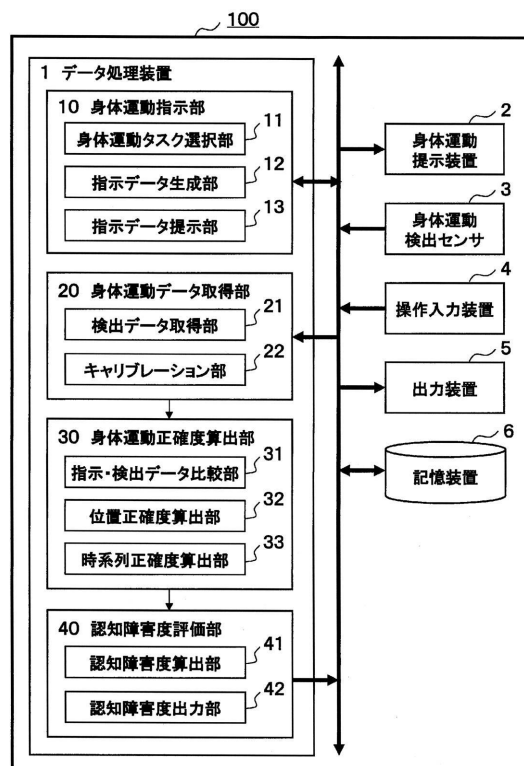 100
1 データ処理装置
10 身体運動指示部
11
身体運動タスク選択部
12
指示データ生成部
13
指示データ提示部
20 身体運動データ取得部
21
検出データ取得部
22
キャリブレーション部
30 身体運動正確度算出部
31
指示・検出データ比較部
32
位置正確度算出部
33
時系列正確度算出部
40 認知障害度評価部
41
認知障害度算出部
42
認知障害度出力部
2
身体運動
提示装置
3
身体運動
検出センサ
4
操作入力装置
5
出力装置
6
記憶装置